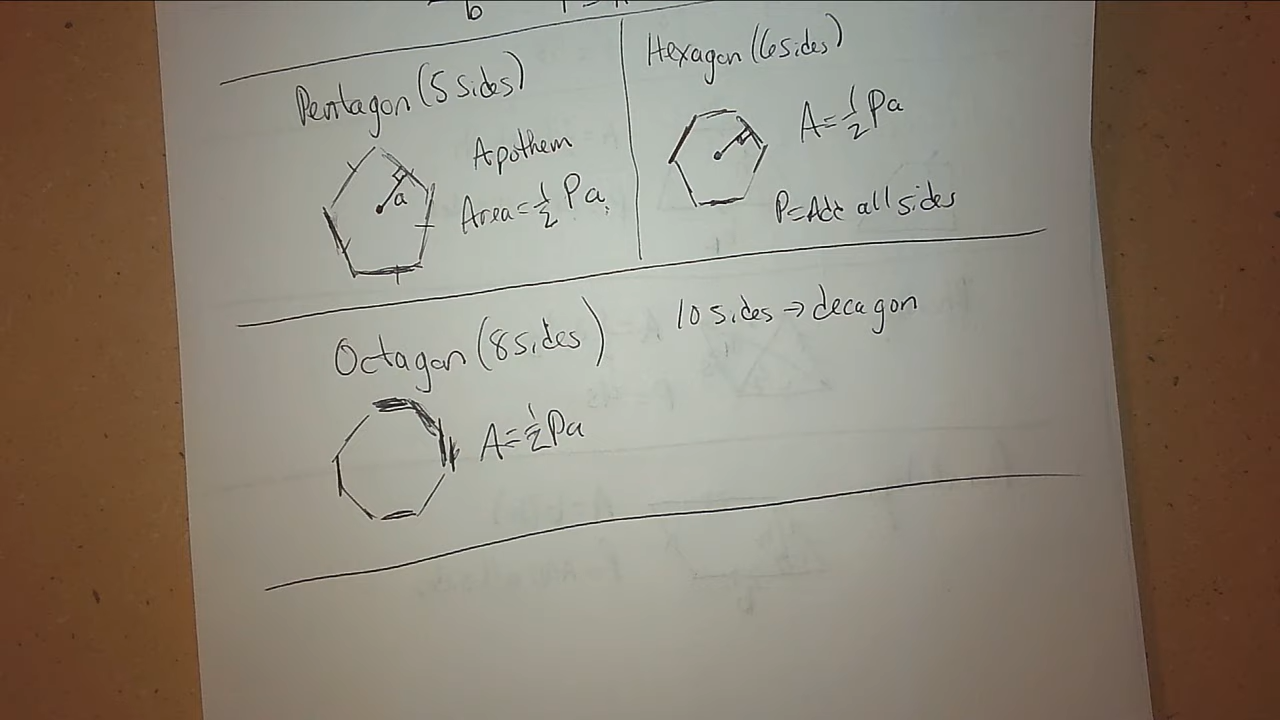 b
Pentagon (5 sides)
Apothem
a
Area = 1/2 Pa
Hexagon (6 sides)
A = 1/2 Pa
P = Add all sides
Octagon (8 sides)
10 sides → decagon
A = 1/2 Pa